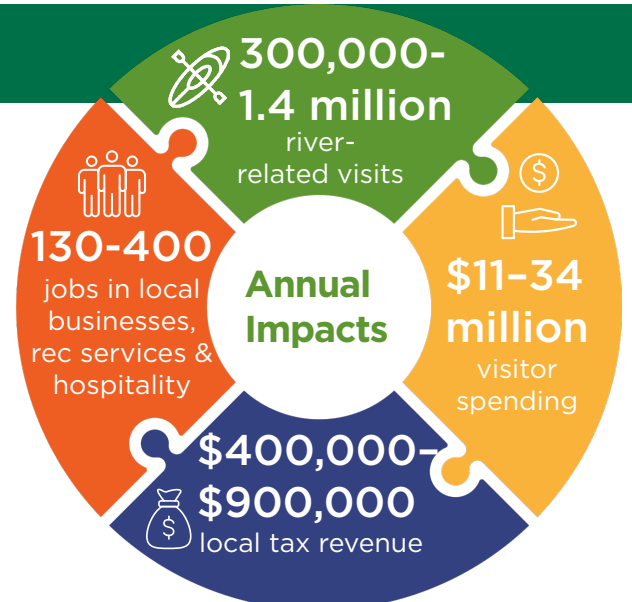 300,000-
1.4 million
river-
related visits
$
$11–34
million
visitor
spending
$400,000–
$900,000
local tax revenue
$
130-400
jobs in local
businesses,
rec services &
hospitality
Annual
Impacts